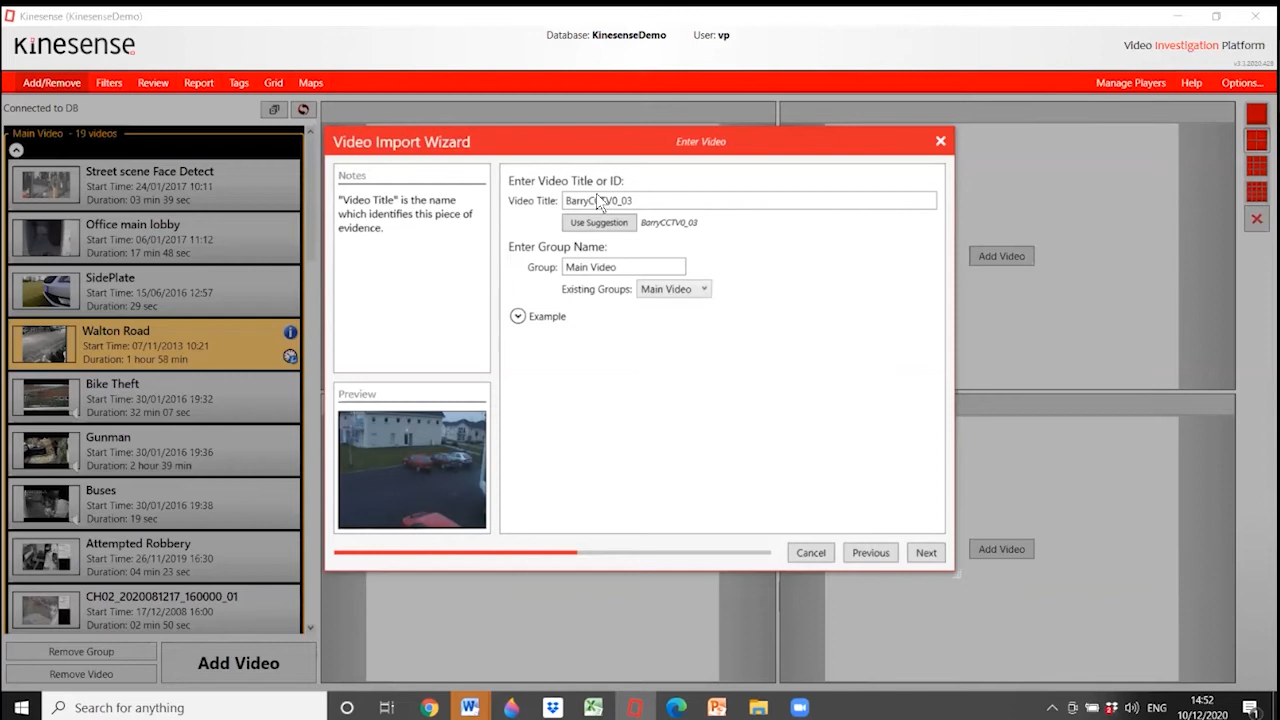 Kinesense (KinesenseDemo)
kinesense
Database: KinesenseDemo User: vp
Video Investigation Platform
v3.1.2020.428
Add/Remove Filters Review Report Tags Grid Maps Manage Players Help Options...
Connected to DB
Main Video - 19 videos
Street scene Face Detect
Start Time: 24/01/2017 10:11
Duration: 03 min 39 sec
Office main lobby
Start Time: 06/01/2017 11:12
Duration: 17 min 48 sec
SidePlate
Start Time: 15/06/2016 12:57
Duration: 29 sec
Walton Road
Start Time: 07/11/2013 10:21
Duration: 1 hour 58 min
Bike Theft
Start Time: 30/01/2016 19:32
Duration: 32 min 07 sec
Gunman
Start Time: 30/01/2016 19:36
Duration: 2 hour 39 min
Buses
Start Time: 30/01/2016 19:38
Duration: 19 sec
Attempted Robbery
Start Time: 26/11/2019 16:30
Duration: 04 min 23 sec
CH02_2020081217_160000_01
Start Time: 17/12/2008 16:00
Duration: 02 min 50 sec
Remove Group
Remove Video
Add Video
Video Import Wizard
Enter Video
Notes
"Video Title" is the name
which identifies this piece of
evidence.
Preview
Enter Video Title or ID:
Video Title: BarryCCTV0_03
Use Suggestion BarryCCTV0_03
Enter Group Name:
Group: Main Video
Existing Groups: Main Video
Example
Cancel Previous Next
Add Video
Add Video
Search for anything
ENG
14:52
10/12/2020